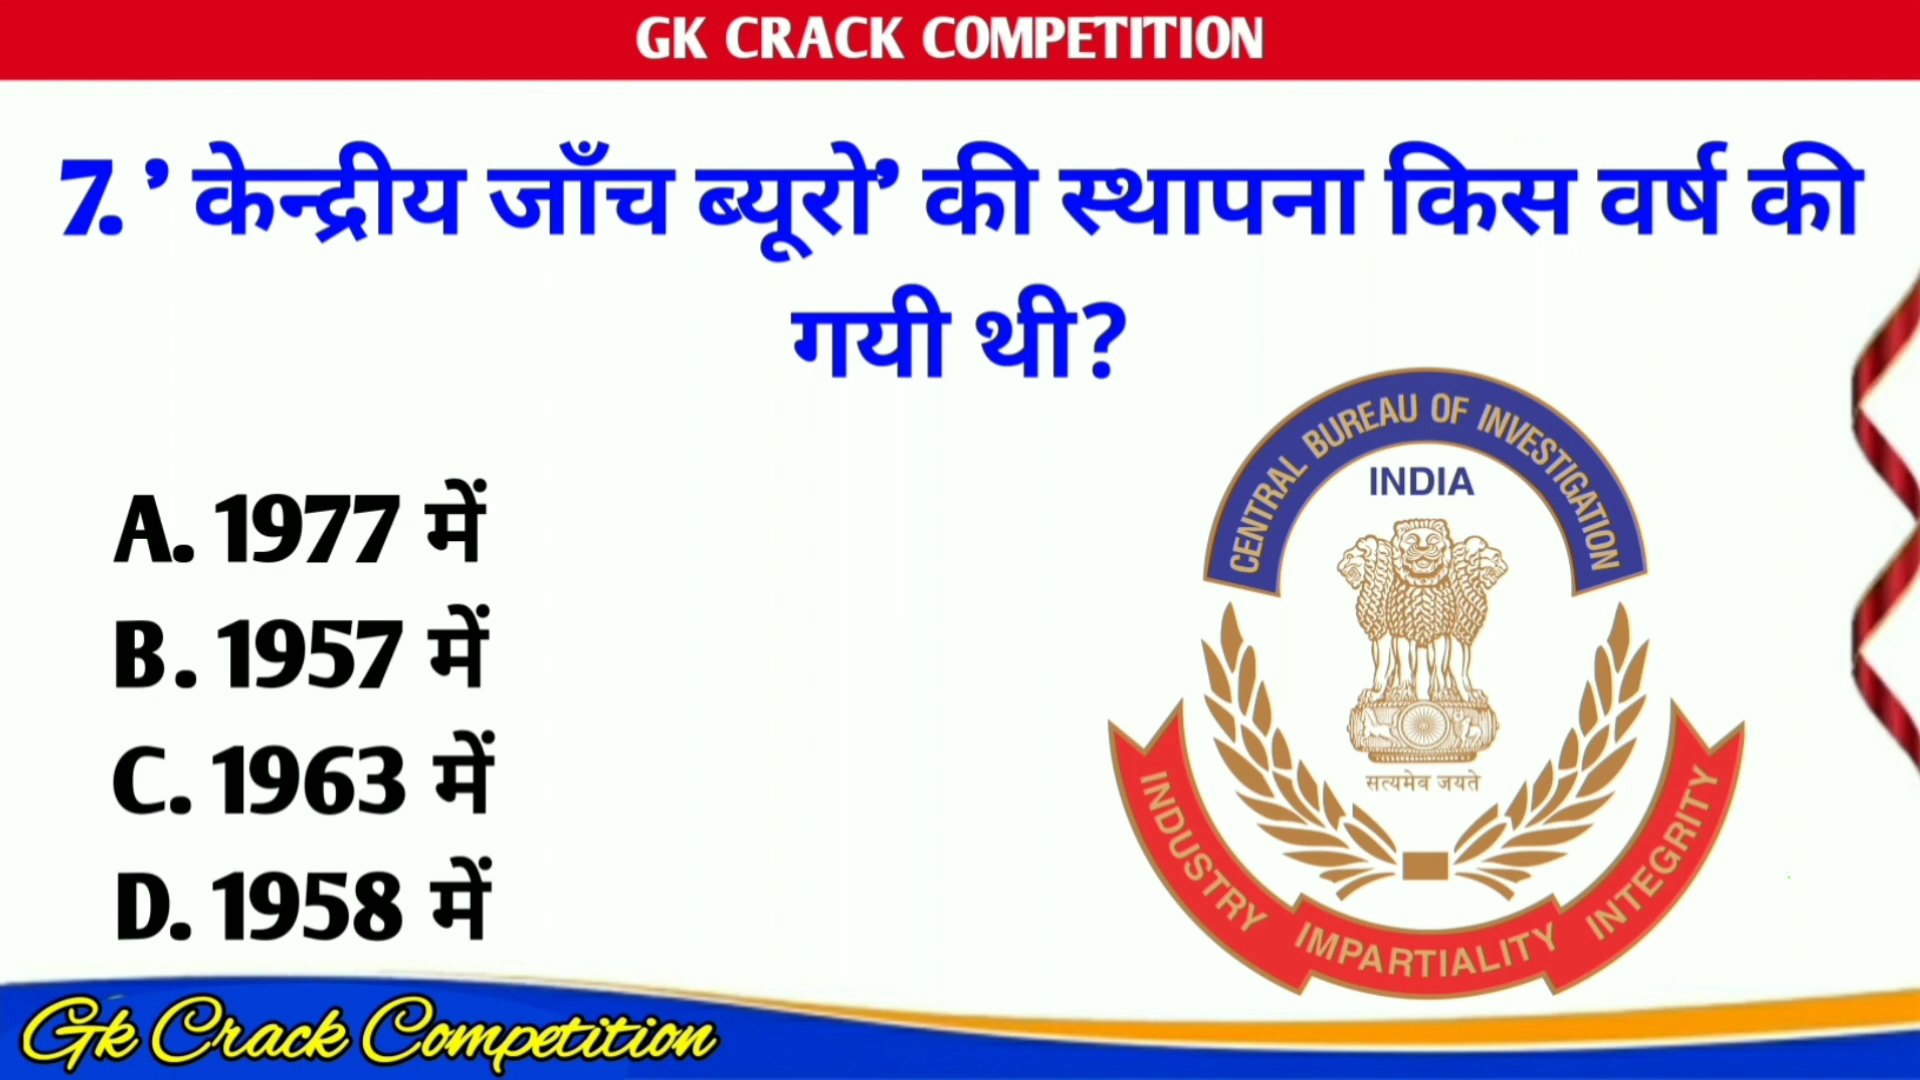 GK CRACK COMPETITION
7. ’ केन्द्रीय जाँच ब्यूरो’ की स्थापना किस वर्ष की
गयी थी?
A. 1977 में
B. 1957 में
C. 1963 में
D. 1958 में
CENTRAL BUREAU OF INVESTIGATION
INDIA
सत्यमेव जयते
INDUSTRY IMPARTIALITY INTEGRITY
Gk Crack Competition